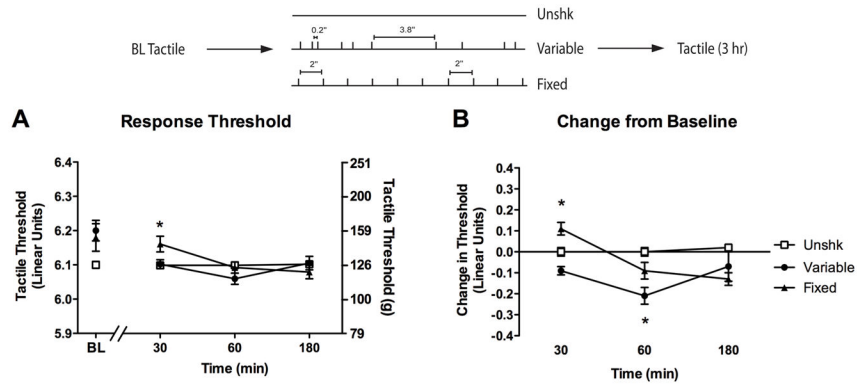 Unshk
0.2" 3.8"
BL Tactile Variable Tactile (3 hr)
2" 2"
Fixed
A Response Threshold
6.4 251
6.3 200
6.2 159
6.1 126
6.0 100
5.9 79
Tactile Threshold
(Linear Units)
Tactile Threshold (g)
*
BL 30 60 180
Time (min)
B Change from Baseline
0.4
0.3
0.2
0.1
0.0
-0.1
-0.2
-0.3
-0.4
Change in Threshold
(Linear Units)
*
*
30 60 180
Time (min)
Unshk
Variable
Fixed